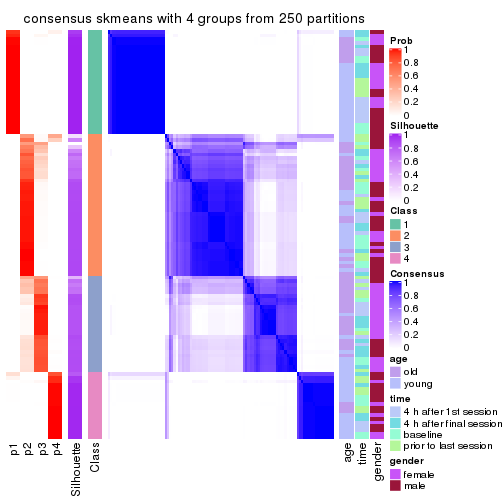 consensus skmeans with 4 groups from 250 partitions
Prob
1
0.8
0.6
0.4
0.2
0
Silhouette
1
0.8
0.6
0.4
0.2
0
Class
1
2
3
4
Consensus
1
0.8
0.6
0.4
0.2
0
age
old
young
time
4 h after 1st session
4 h after final session
baseline
prior to last session
gender
female
male
p1
p2
p3
p4
Silhouette
Class
age
time
gender